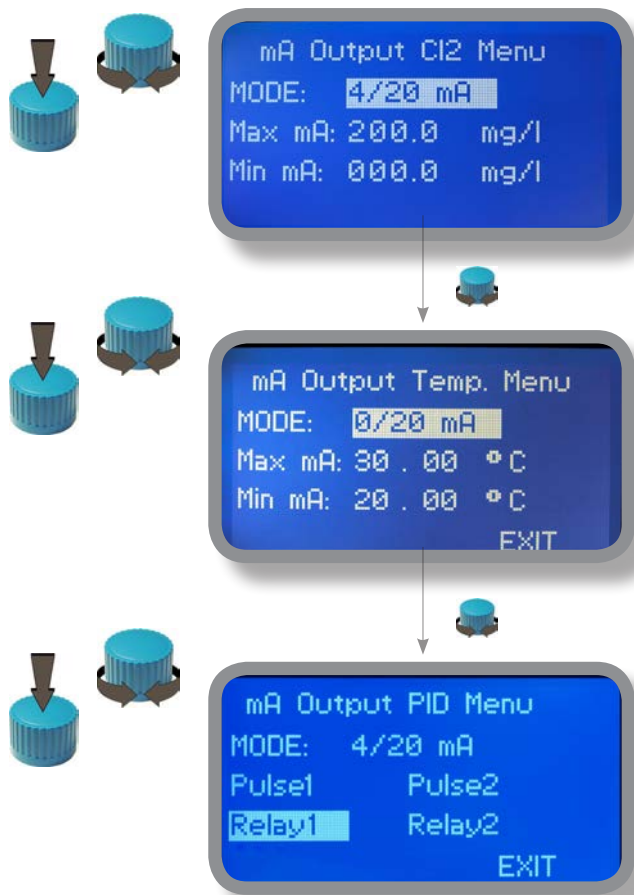 mA Output Cl2 Menu
MODE: 4/20 mA
Max mA: 200.0 mg/l
Min mA: 000.0 mg/l
mA Output Temp. Menu
MODE: 0/20 mA
Max mA: 30 . 00 °C
Min mA: 20 . 00 °C
EXIT
mA Output PID Menu
MODE: 4/20 mA
Pulse1 Pulse2
Relay1 Relay2
EXIT